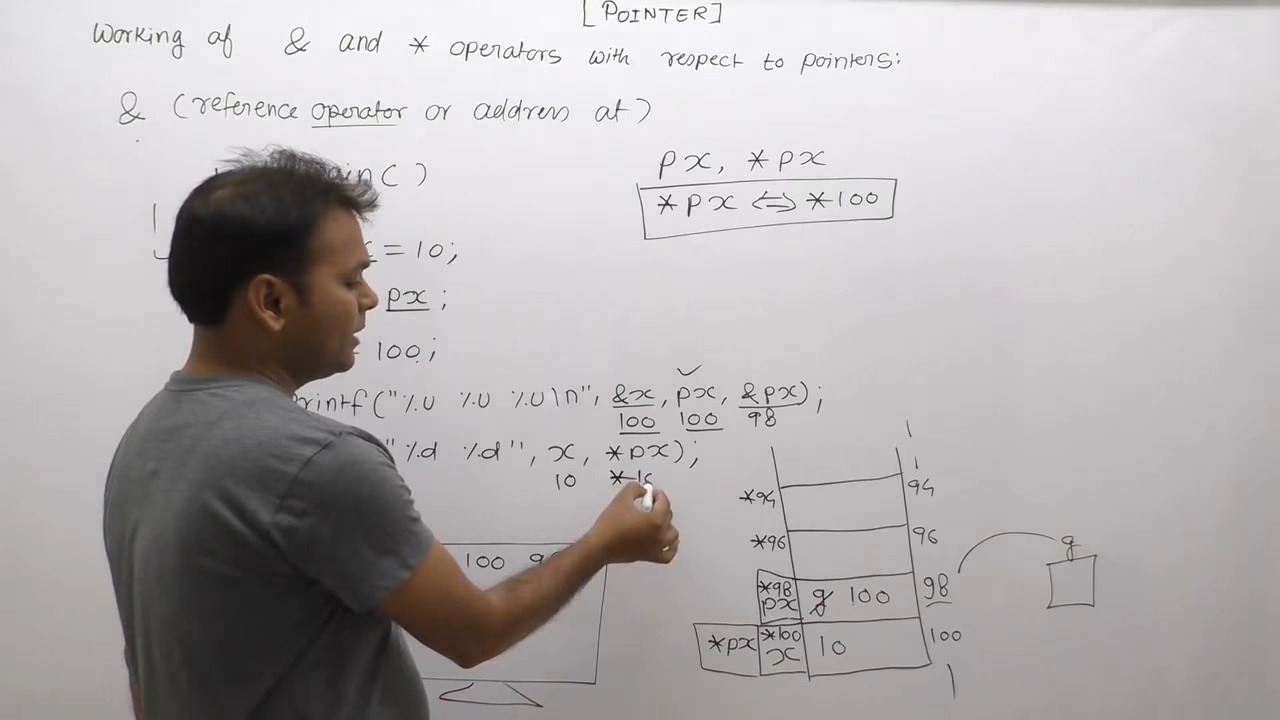 [POINTER]
Working of & and * operators with respect to pointers:
& (reference operator or address at)
px, *px
*px ⇔ *100
ain( )
= 10;
px ;
100;
rintf("%u %u %u\n", &x, px, &px);
100 100 98
"%d %d", x, *px);
10
*94 94
*96 96
*98 px g 100 98
*px *100 x 10 100
g
100